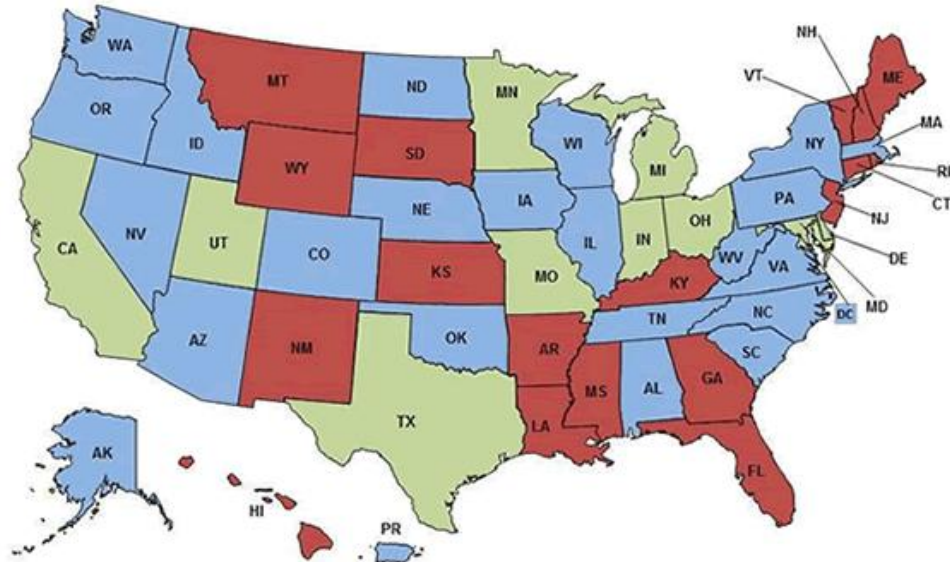 WA
MT
ND
MN
NH
VT
ME
OR
ID
WY
SD
WI
MI
NY
MA
RI
CT
NE
IA
PA
NJ
CA
NV
UT
CO
KS
MO
IL
IN
OH
WV
VA
DE
MD
DC
KY
AZ
NM
OK
AR
TN
NC
SC
TX
LA
MS
AL
GA
FL
AK
HI
PR